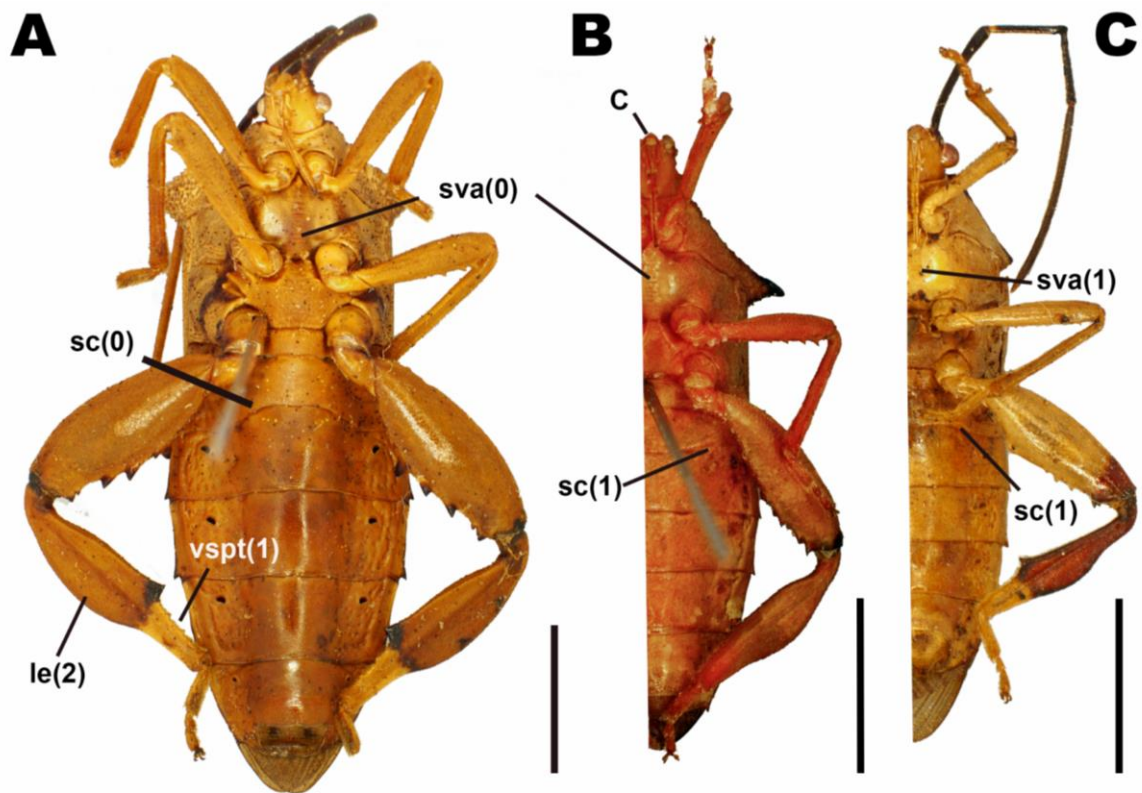 A
B
C
C
sva(0)
sva(1)
sc(0)
sc(1)
sc(1)
vspt(1)
le(2)